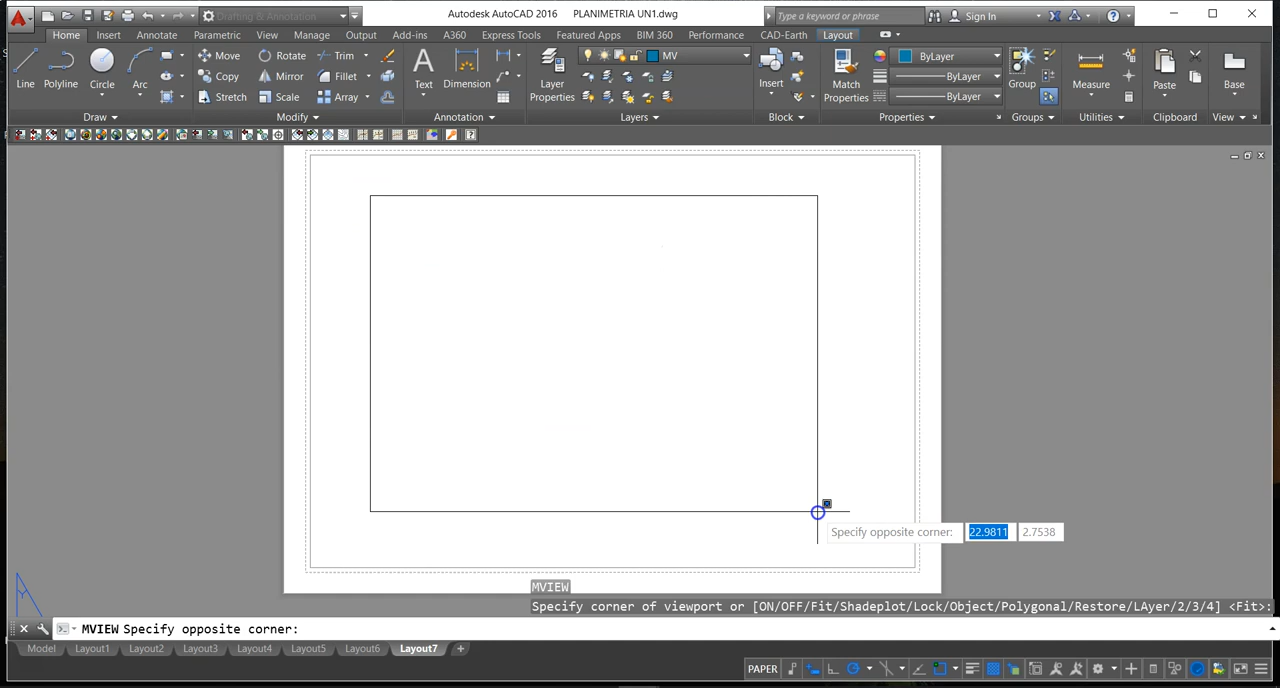 Drafting & Annotation
Autodesk AutoCAD 2016 PLANIMETRIA UN1.dwg
Type a keyword or phrase
Sign In
Home Insert Annotate Parametric View Manage Output Add-ins A360 Express Tools Featured Apps BIM 360 Performance CAD-Earth Layout
Line Polyline Circle Arc
Move Rotate Trim
Copy Mirror Fillet
Stretch Scale Array
Text Dimension
Layer Properties
MV
Insert
Match Properties
ByLayer
ByLayer
ByLayer
Group
Measure
Paste
Base
Draw Modify Annotation Layers Block Properties Groups Utilities Clipboard View
Specify opposite corner: 22.9811 2.7538
MVIEW
Specify corner of viewport or [ON/OFF/Fit/Shadeplot/Lock/Object/Polygonal/Restore/LAyer/2/3/4] <Fit>:
MVIEW Specify opposite corner:
Model Layout1 Layout2 Layout3 Layout4 Layout5 Layout6 Layout7 +
PAPER